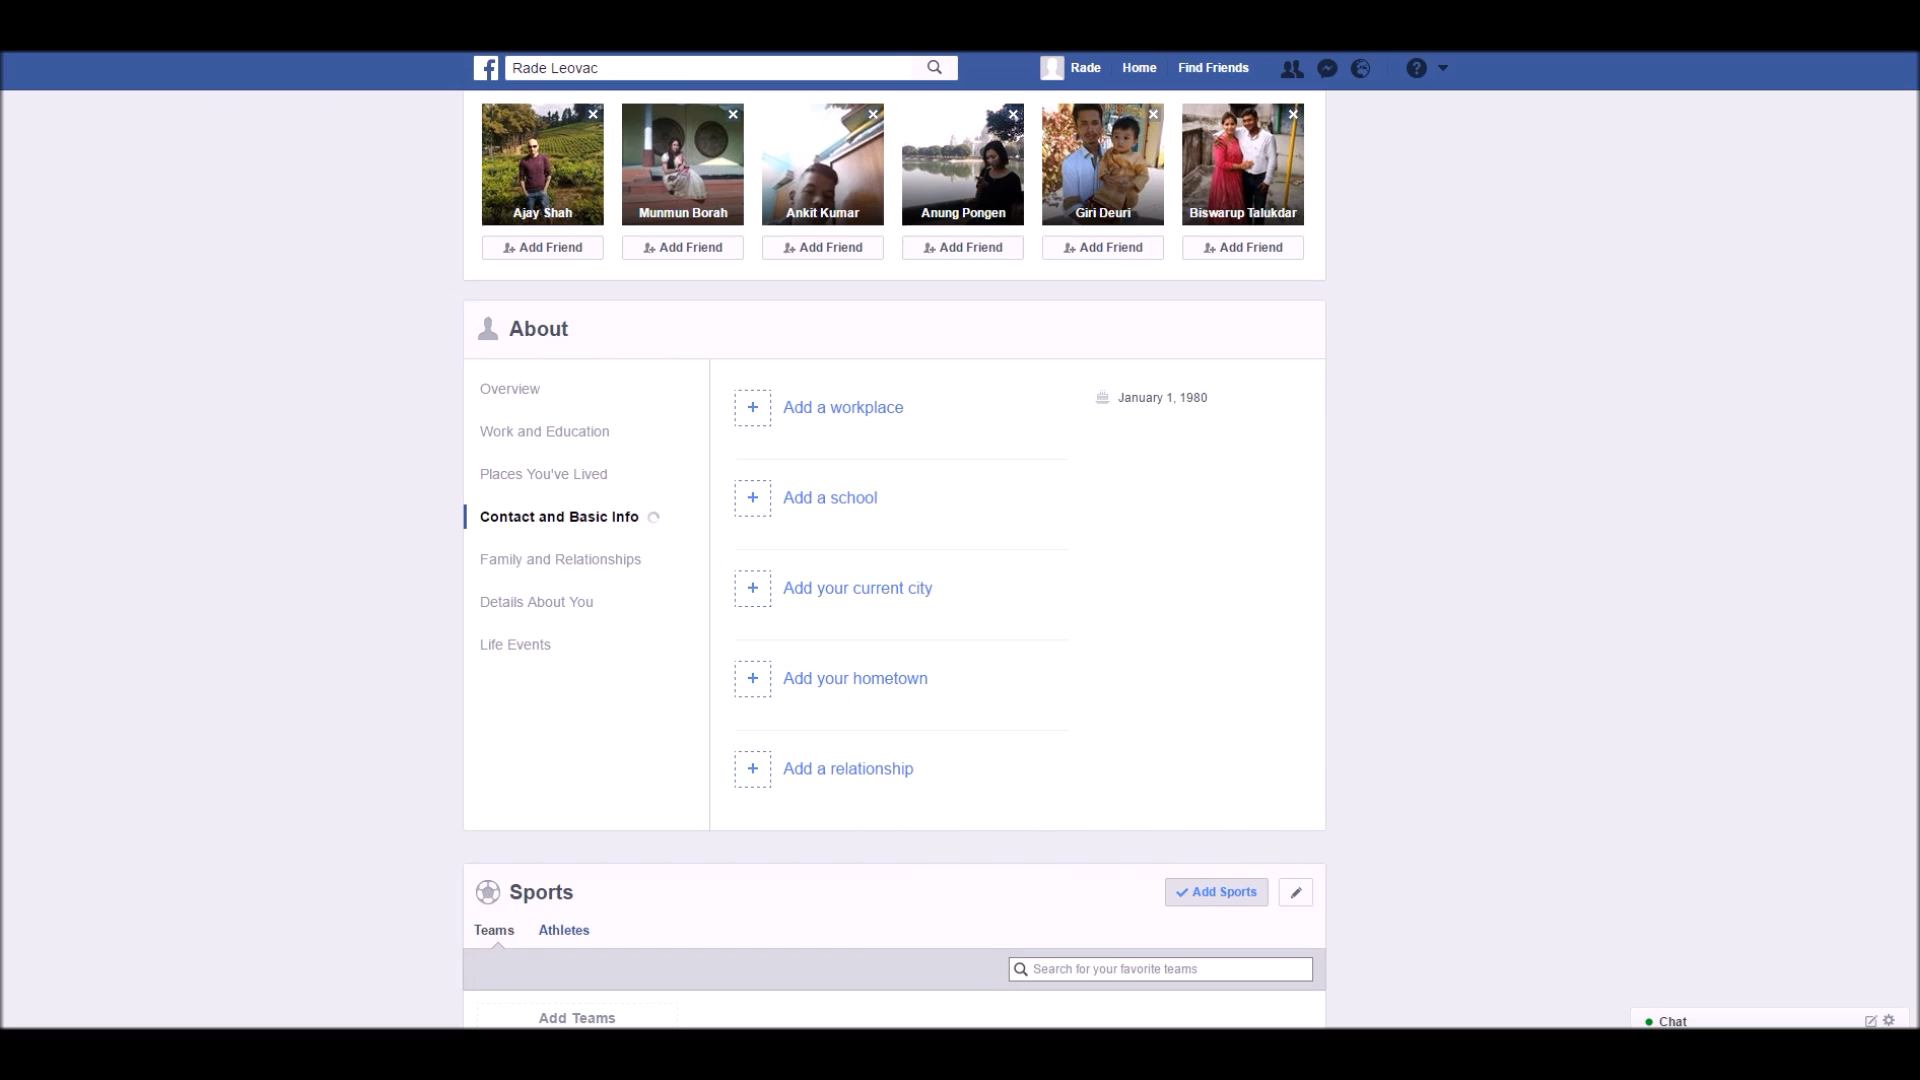 Rade Leovac
Rade Home Find Friends
Ajay Shah Munmun Borah Ankit Kumar Anung Pongen Giri Deuri Biswarup Talukdar
Add Friend Add Friend Add Friend Add Friend Add Friend Add Friend
About
Overview
Work and Education
Places You've Lived
Contact and Basic Info
Family and Relationships
Details About You
Life Events
Add a workplace
January 1, 1980
Add a school
Add your current city
Add your hometown
Add a relationship
Sports
Add Sports
Teams Athletes
Search for your favorite teams
Add Teams
Chat